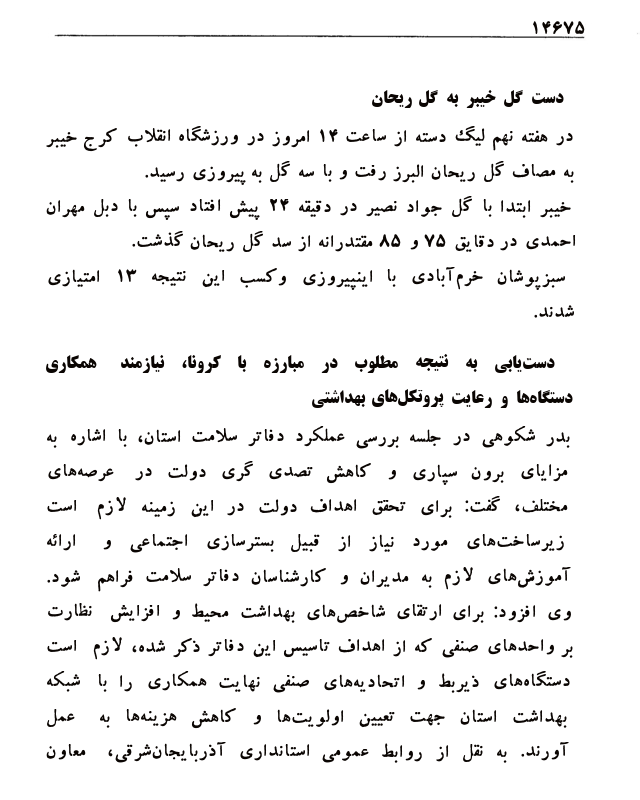 ۱۴۶۷۵
دست گل خیبر به گل ریحان
در هفته نهم لیگ دسته از ساعت ۱۴ امروز در ورزشگاه انقلاب کرج خیبر
به مصاف گل ریحان البرز رفت و با سه گل به پیروزی رسید.
خیبر ابتدا با گل جواد نصیر در دقیقه ۲۴ پیش افتاد سپس با دبل مهران
احمدی در دقایق ۷۵ و ۸۵ مقتدرانه از سد گل ریحان گذشت.
سبزپوشان خرم‌آبادی با اینپیروزی وکسب این نتیجه ۱۳ امتیازی
شدند.
دست‌یابی به نتیجه مطلوب در مبارزه با کرونا، نیازمند همکاری
دستگاه‌ها و رعایت پروتکل‌های بهداشتی
بدر شکوهی در جلسه بررسی عملکرد دفاتر سلامت استان، با اشاره به
مزایای برون سپاری و کاهش تصدی گری دولت در عرصه‌های
مختلف، گفت: برای تحقق اهداف دولت در این زمینه لازم است
زیرساخت‌های مورد نیاز از قبیل بسترسازی اجتماعی و ارائه
آموزش‌های لازم به مدیران و کارشناسان دفاتر سلامت فراهم شود.
وی افزود: برای ارتقای شاخص‌های بهداشت محیط و افزایش نظارت
بر واحدهای صنفی که از اهداف تاسیس این دفاتر ذکر شده، لازم است
دستگاه‌های ذیربط و اتحادیه‌های صنفی نهایت همکاری را با شبکه
بهداشت استان جهت تعیین اولویت‌ها و کاهش هزینه‌ها به عمل
آورند. به نقل از روابط عمومی استانداری آذربایجان‌شرقی، معاون